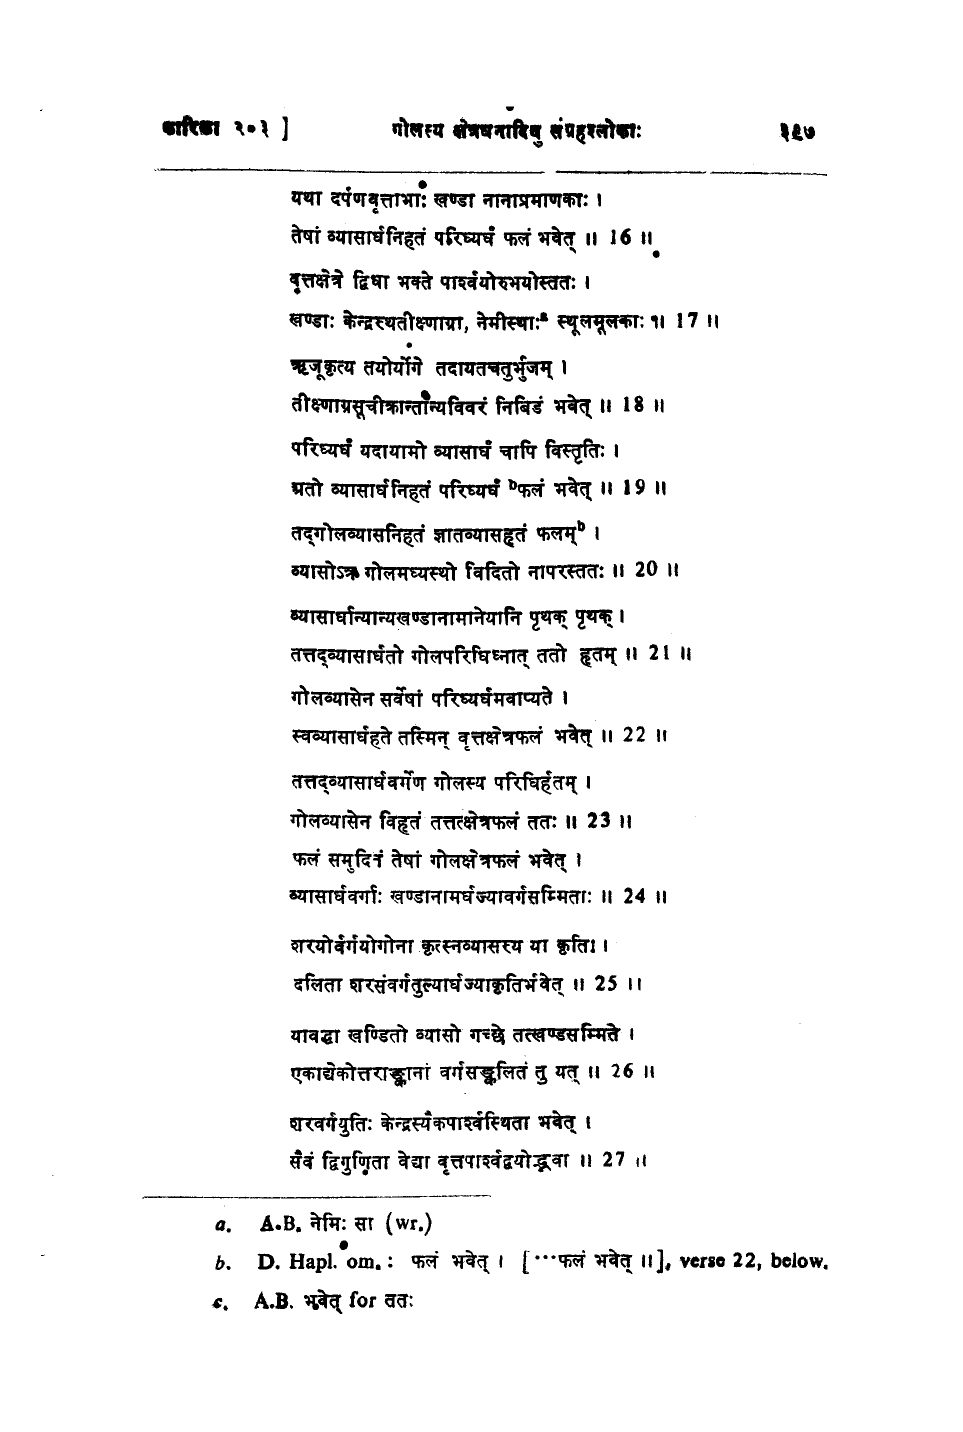 कारिका २०३ ] गोलस्य क्षेत्रघनादिषु संग्रहश्लोकाः ३६७
यथा दर्पणवृत्ताभाः खण्डा नानाप्रमाणकाः ।
तेषां व्यासार्धनिहतं परिध्यर्धं फलं भवेत् ॥ 16 ॥
वृत्तक्षेत्रे द्विधा भक्ते पार्श्वयोरुभयोस्ततः ।
खण्डाः केन्द्रस्थतीक्ष्णाग्रा, नेमीस्थाःa स्थूलमूलकाः ॥ 17 ॥
ऋजूकृत्य तयोर्योगे तदायतचतुर्भुजम् ।
तीक्ष्णाग्रसूचीक्रान्तान्यविवरं निबिडं भवेत् ॥ 18 ॥
परिध्यर्धं यदायामो व्यासार्धं चापि विस्तृतिः ।
अतो व्यासार्धनिहतं परिध्यर्धं bफलं भवेत् ॥ 19 ॥
तद्गोलव्यासनिहतं ज्ञातव्यासहृतं फलम्b ।
व्यासोऽत्र गोलमध्यस्थो विदितो नापरस्ततः ॥ 20 ॥
व्यासार्धान्यान्यखण्डानामानेयानि पृथक् पृथक् ।
तत्तद्व्यासार्धतो गोलपरिधिघ्नात् ततो हृतम् ॥ 21 ॥
गोलव्यासेन सर्वेषां परिध्यर्धमवाप्यते ।
स्वव्यासार्धहते तस्मिन् वृत्तक्षेत्रफलं भवेत् ॥ 22 ॥
तत्तद्व्यासार्धवर्गेण गोलस्य परिधिर्हतम् ।
गोलव्यासेन विहृतं तत्तत्क्षेत्रफलं ततः ॥ 23 ॥
फलं समुदितं तेषां गोलक्षेत्रफलं भवेत् ।
व्यासार्धवर्गाः खण्डानामर्धज्यावर्गसम्मिताः ॥ 24 ॥
शरयोर्वर्गयोगोना कृत्स्नव्यासस्य या कृतिः ।
दलिता शरसंवर्गतुल्यार्धज्याकृतिर्भवेत् ॥ 25 ॥
यावद्धा खण्डितो व्यासो गच्छे तत्खण्डसम्मिते ।
एकाद्येकोत्तराङ्कानां वर्गसङ्कलितं तु यत् ॥ 26 ॥
शरवर्गयुतिः केन्द्रस्यैकपार्श्वस्थिता भवेत् ।
सैवं द्विगुणिता वेद्या वृत्तपार्श्वद्वयोद्भवा ॥ 27 ॥
a. A.B. नेमिः सा (wr.)
b. D. Hapl. om. : फलं भवेत् । [ ···फलं भवेत् ॥], verse 22, below.
c. A.B. भवेत् for ततः